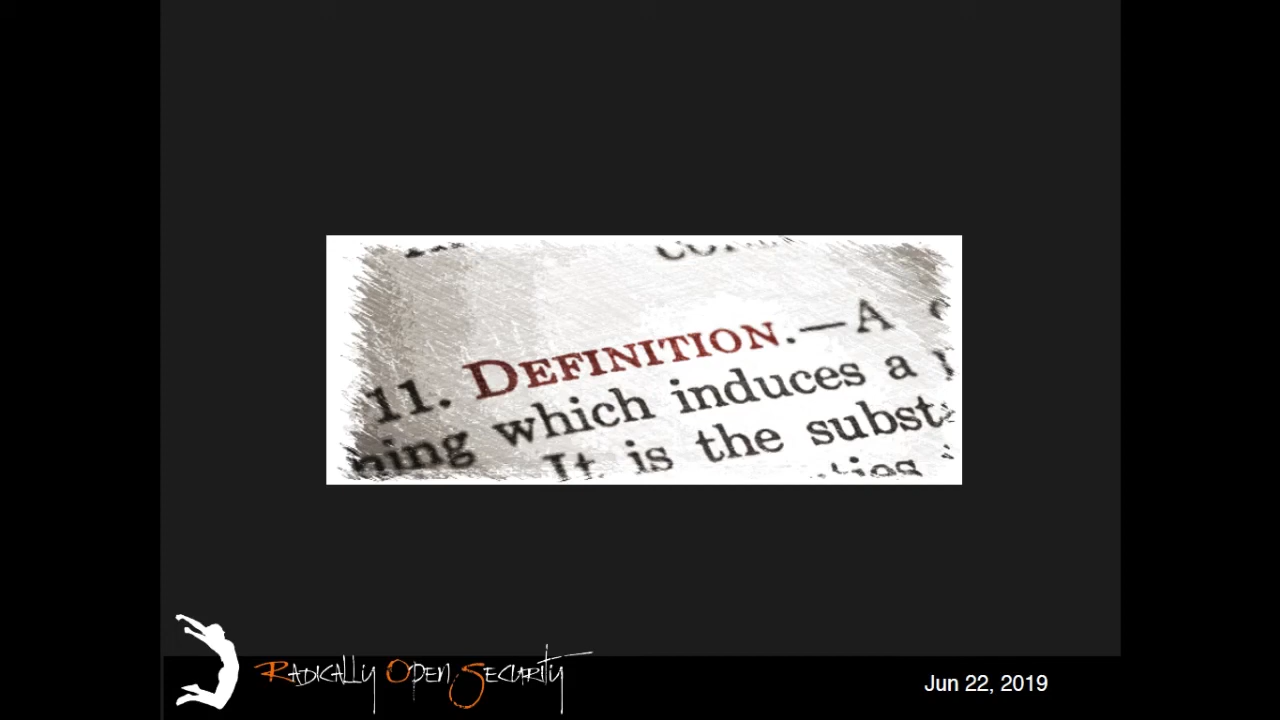 11. DEFINITION.—A
which induces a
It is the subst
RADICALLY OPEN SECURITY
Jun 22, 2019